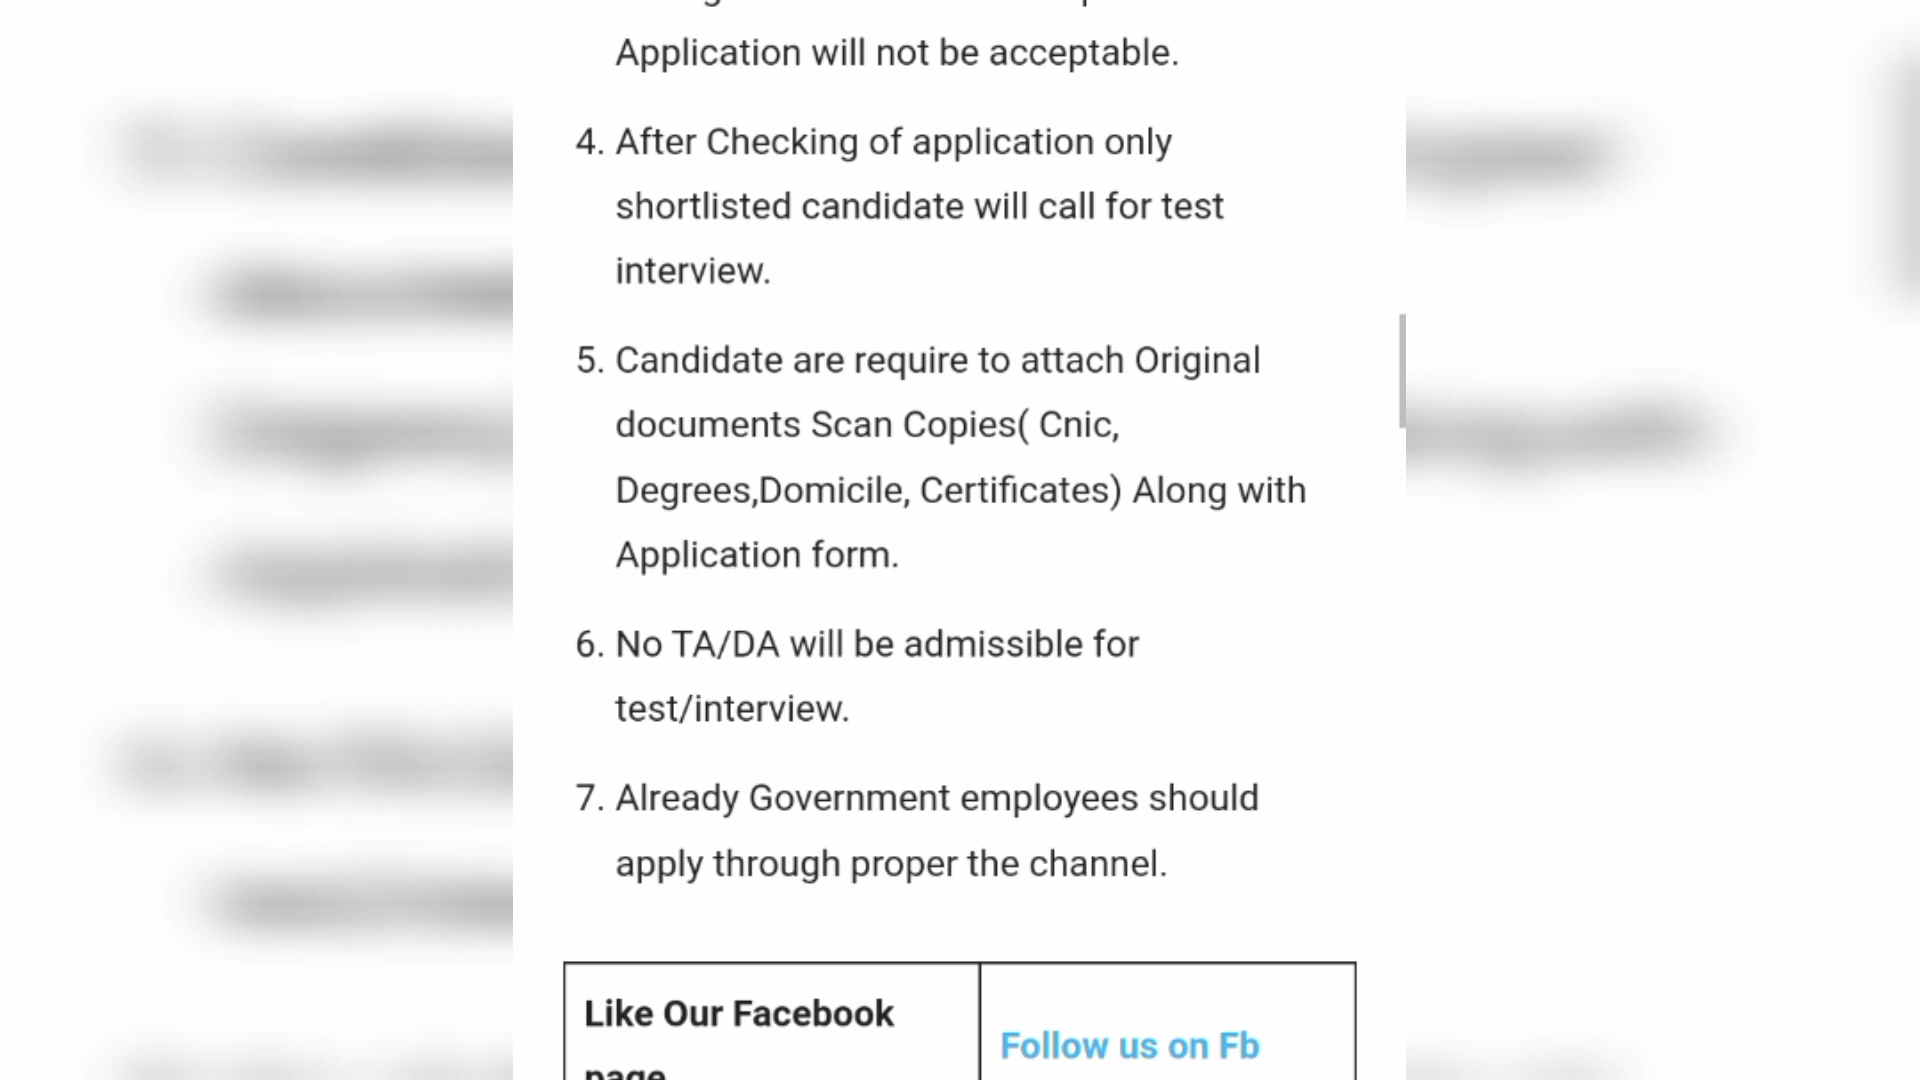 Application will not be acceptable.
4. After Checking of application only
shortlisted candidate will call for test
interview.
5. Candidate are require to attach Original
documents Scan Copies( Cnic,
Degrees,Domicile, Certificates) Along with
Application form.
6. No TA/DA will be admissible for
test/interview.
7. Already Government employees should
apply through proper the channel.
Like Our Facebook
page
Follow us on Fb